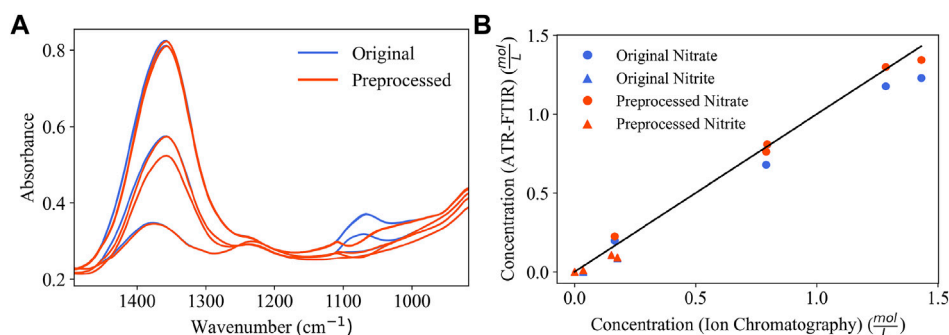 A
Absorbance
0.8
0.6
0.4
0.2
Original
Preprocessed
1400 1300 1200 1100 1000
Wavenumber (cm⁻¹)
B
Concentration (ATR-FTIR) (mol/L)
1.5
1.0
0.5
0.0
Original Nitrate
Original Nitrite
Preprocessed Nitrate
Preprocessed Nitrite
0.0 0.5 1.0 1.5
Concentration (Ion Chromatography) (mol/L)